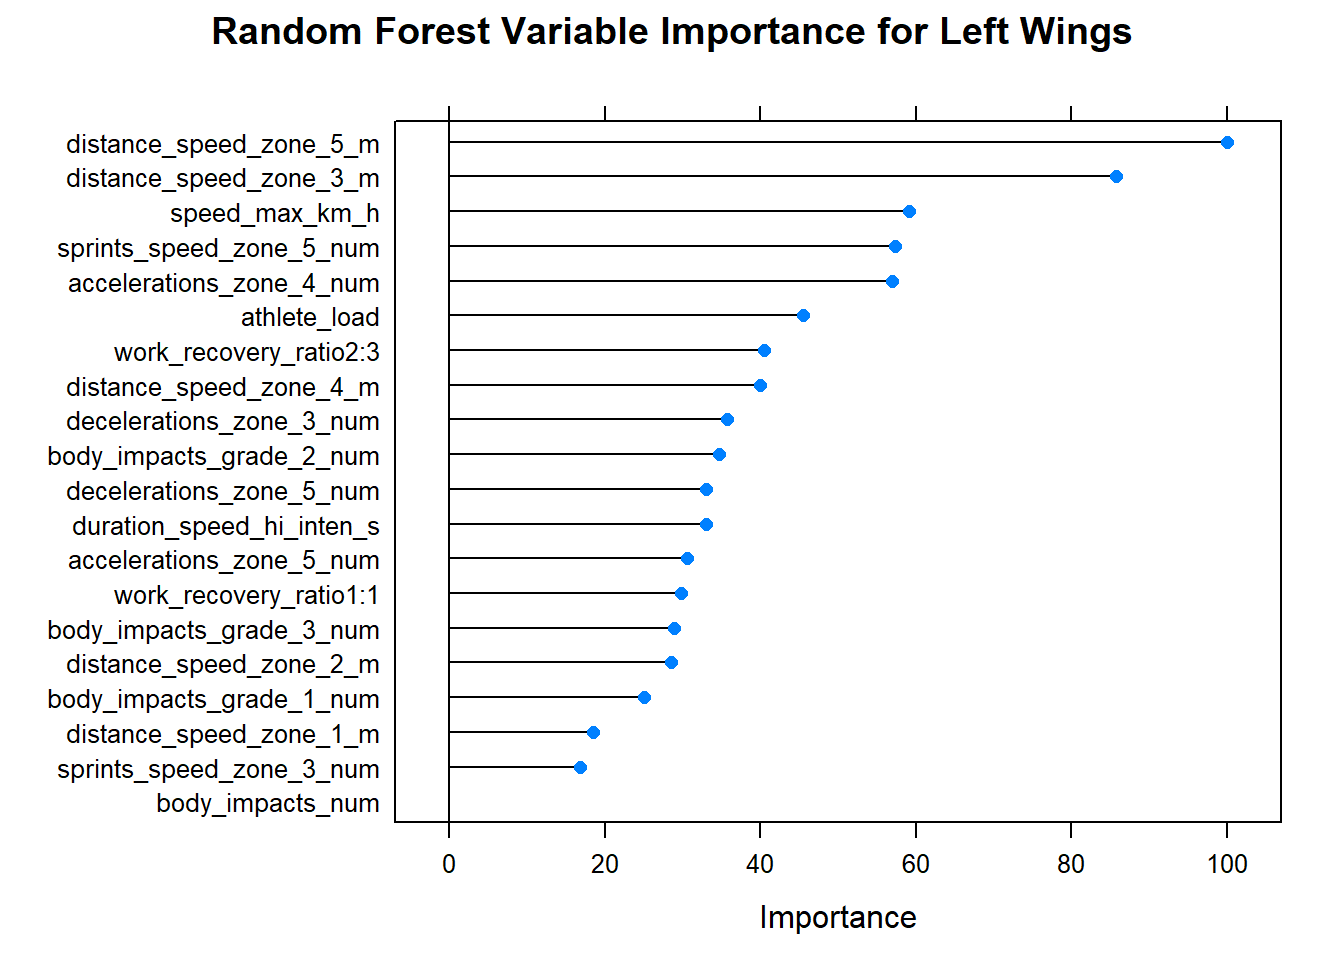 Random Forest Variable Importance for Left Wings
distance_speed_zone_5_m
distance_speed_zone_3_m
speed_max_km_h
sprints_speed_zone_5_num
accelerations_zone_4_num
athlete_load
work_recovery_ratio2:3
distance_speed_zone_4_m
decelerations_zone_3_num
body_impacts_grade_2_num
decelerations_zone_5_num
duration_speed_hi_inten_s
accelerations_zone_5_num
work_recovery_ratio1:1
body_impacts_grade_3_num
distance_speed_zone_2_m
body_impacts_grade_1_num
distance_speed_zone_1_m
sprints_speed_zone_3_num
body_impacts_num
0 20 40 60 80 100
Importance